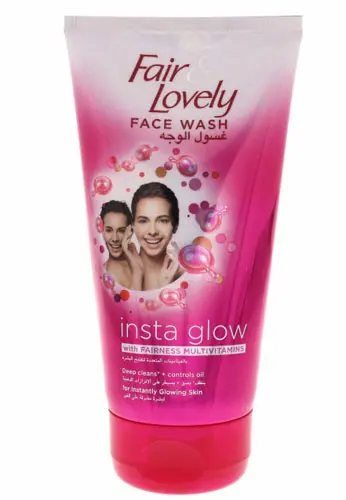 Fair &
Lovely
FACE WASH
غسول الوجه
insta glow
with FAIRNESS MULTIVITAMINS
Deep cleans* + controls oil
for Instantly Glowing Skin